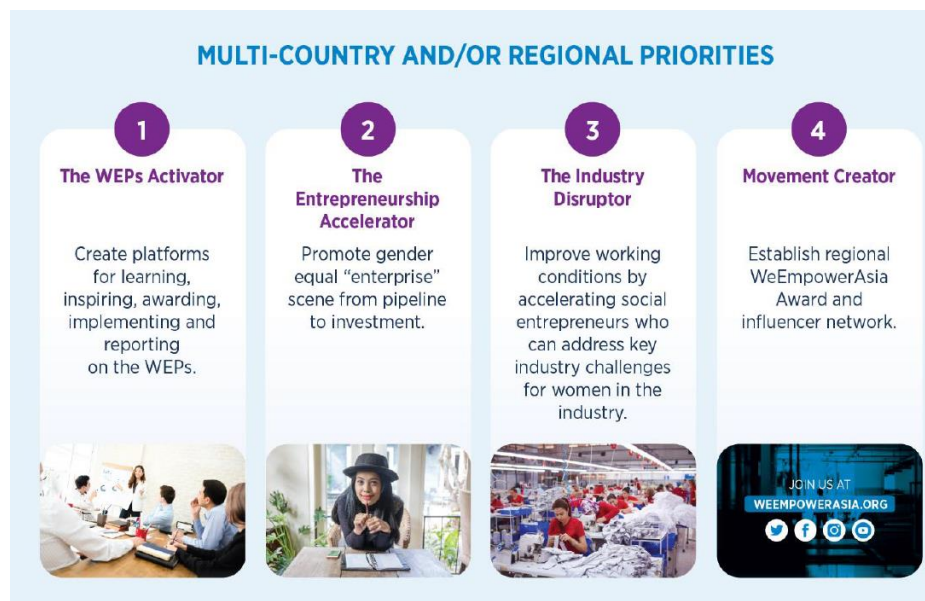 MULTI-COUNTRY AND/OR REGIONAL PRIORITIES
1
The WEPs Activator
Create platforms
for learning,
inspiring, awarding,
implementing and
reporting
on the WEPs.
2
The
Entrepreneurship
Accelerator
Promote gender
equal “enterprise”
scene from pipeline
to investment.
3
The Industry
Disruptor
Improve working
conditions by
accelerating social
entrepreneurs who
can address key
industry challenges
for women in the
industry.
4
Movement Creator
Establish regional
WeEmpowerAsia
Award and
influencer network.
JOIN US AT
WEEMPOWERASIA.ORG